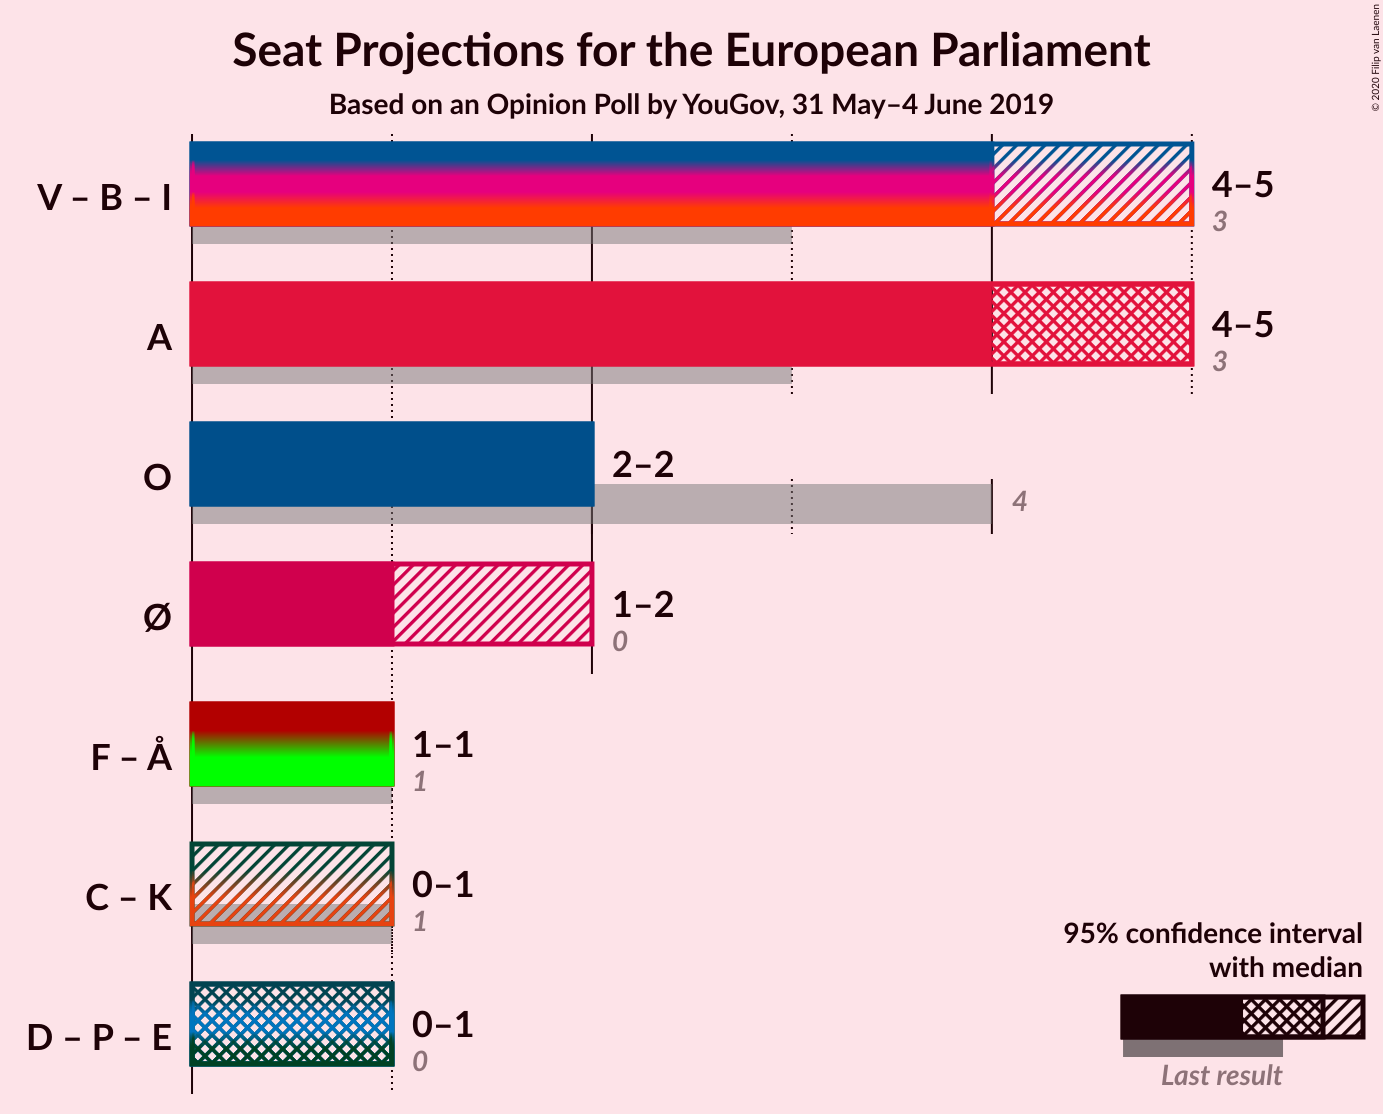 Seat Projections for the European Parliament
Based on an Opinion Poll by YouGov, 31 May–4 June 2019
© 2020 Filip van Laenen
V – B – I
4–5
3
A
4–5
3
O
2–2
4
Ø
1–2
0
F – Å
1–1
1
C – K
0–1
1
D – P – E
0–1
0
95% confidence interval
with median
Last result